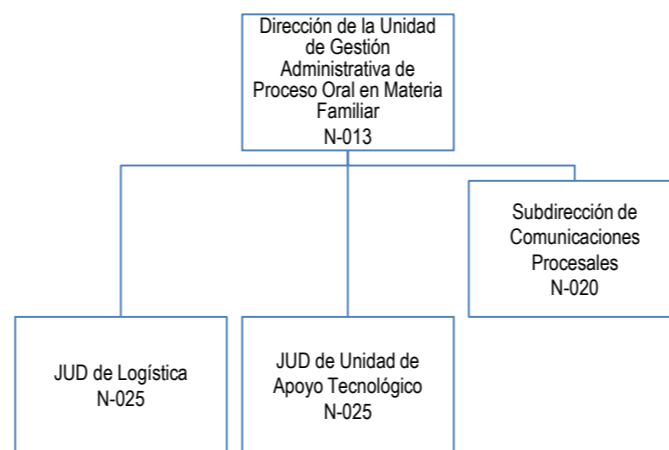 Dirección de la Unidad
de Gestión
Administrativa de
Proceso Oral en Materia
Familiar
N-013
Subdirección de
Comunicaciones
Procesales
N-020
JUD de Logística
N-025
JUD de Unidad de
Apoyo Tecnológico
N-025